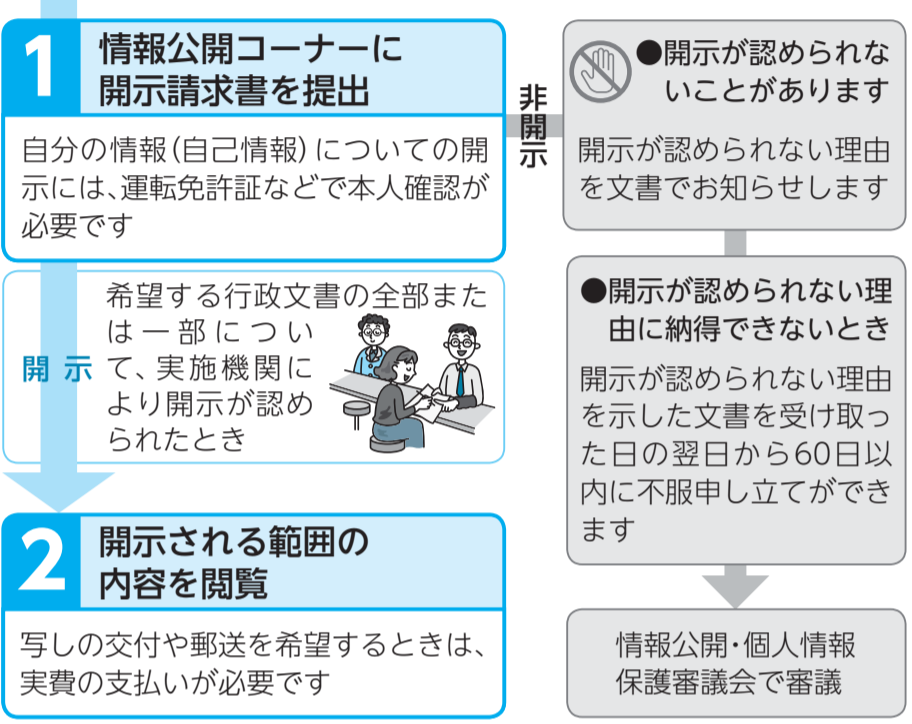 1
情報公開コーナーに
開示請求書を提出
自分の情報(自己情報)についての開
示には、運転免許証などで本人確認が
必要です
開示
希望する行政文書の全部また
は一部につい
て、実施機関に
より開示が認め
られたとき
2
開示される範囲の
内容を閲覧
写しの交付や郵送を希望するときは、
実費の支払いが必要です
非開示
●開示が認められな
いことがあります
開示が認められない理由
を文書でお知らせします
●開示が認められない理
由に納得できないとき
開示が認められない理由
を示した文書を受け取っ
た日の翌日から60日以
内に不服申し立てができ
ます
情報公開・個人情報
保護審議会で審議